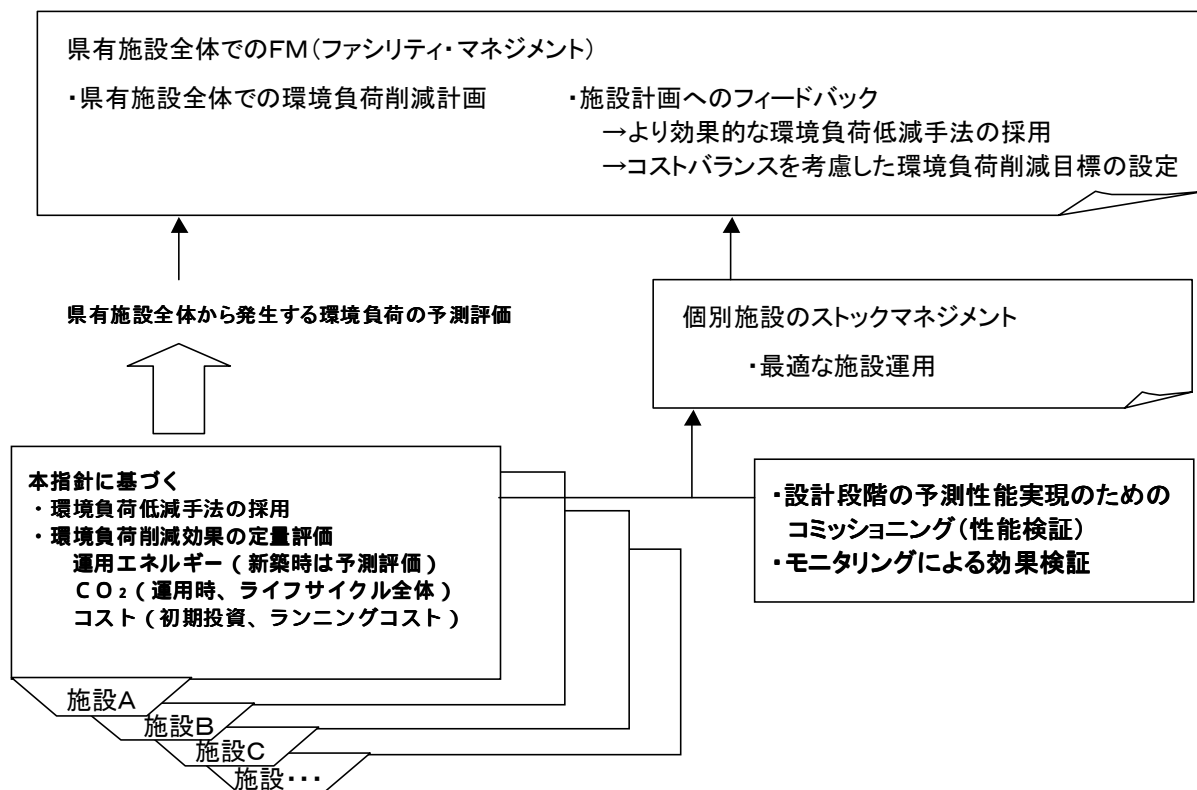 県有施設全体でのFM(ファシリティ・マネジメント)
・県有施設全体での環境負荷削減計画
・施設計画へのフィードバック
→より効果的な環境負荷低減手法の採用
→コストバランスを考慮した環境負荷削減目標の設定
県有施設全体から発生する環境負荷の予測評価
個別施設のストックマネジメント
・最適な施設運用
本指針に基づく
・環境負荷低減手法の採用
・環境負荷削減効果の定量評価
運用エネルギー(新築時は予測評価)
CO₂(運用時、ライフサイクル全体)
コスト(初期投資、ランニングコスト)
・設計段階の予測性能実現のための
コミッショニング(性能検証)
・モニタリングによる効果検証
施設A
施設B
施設C
施設・・・